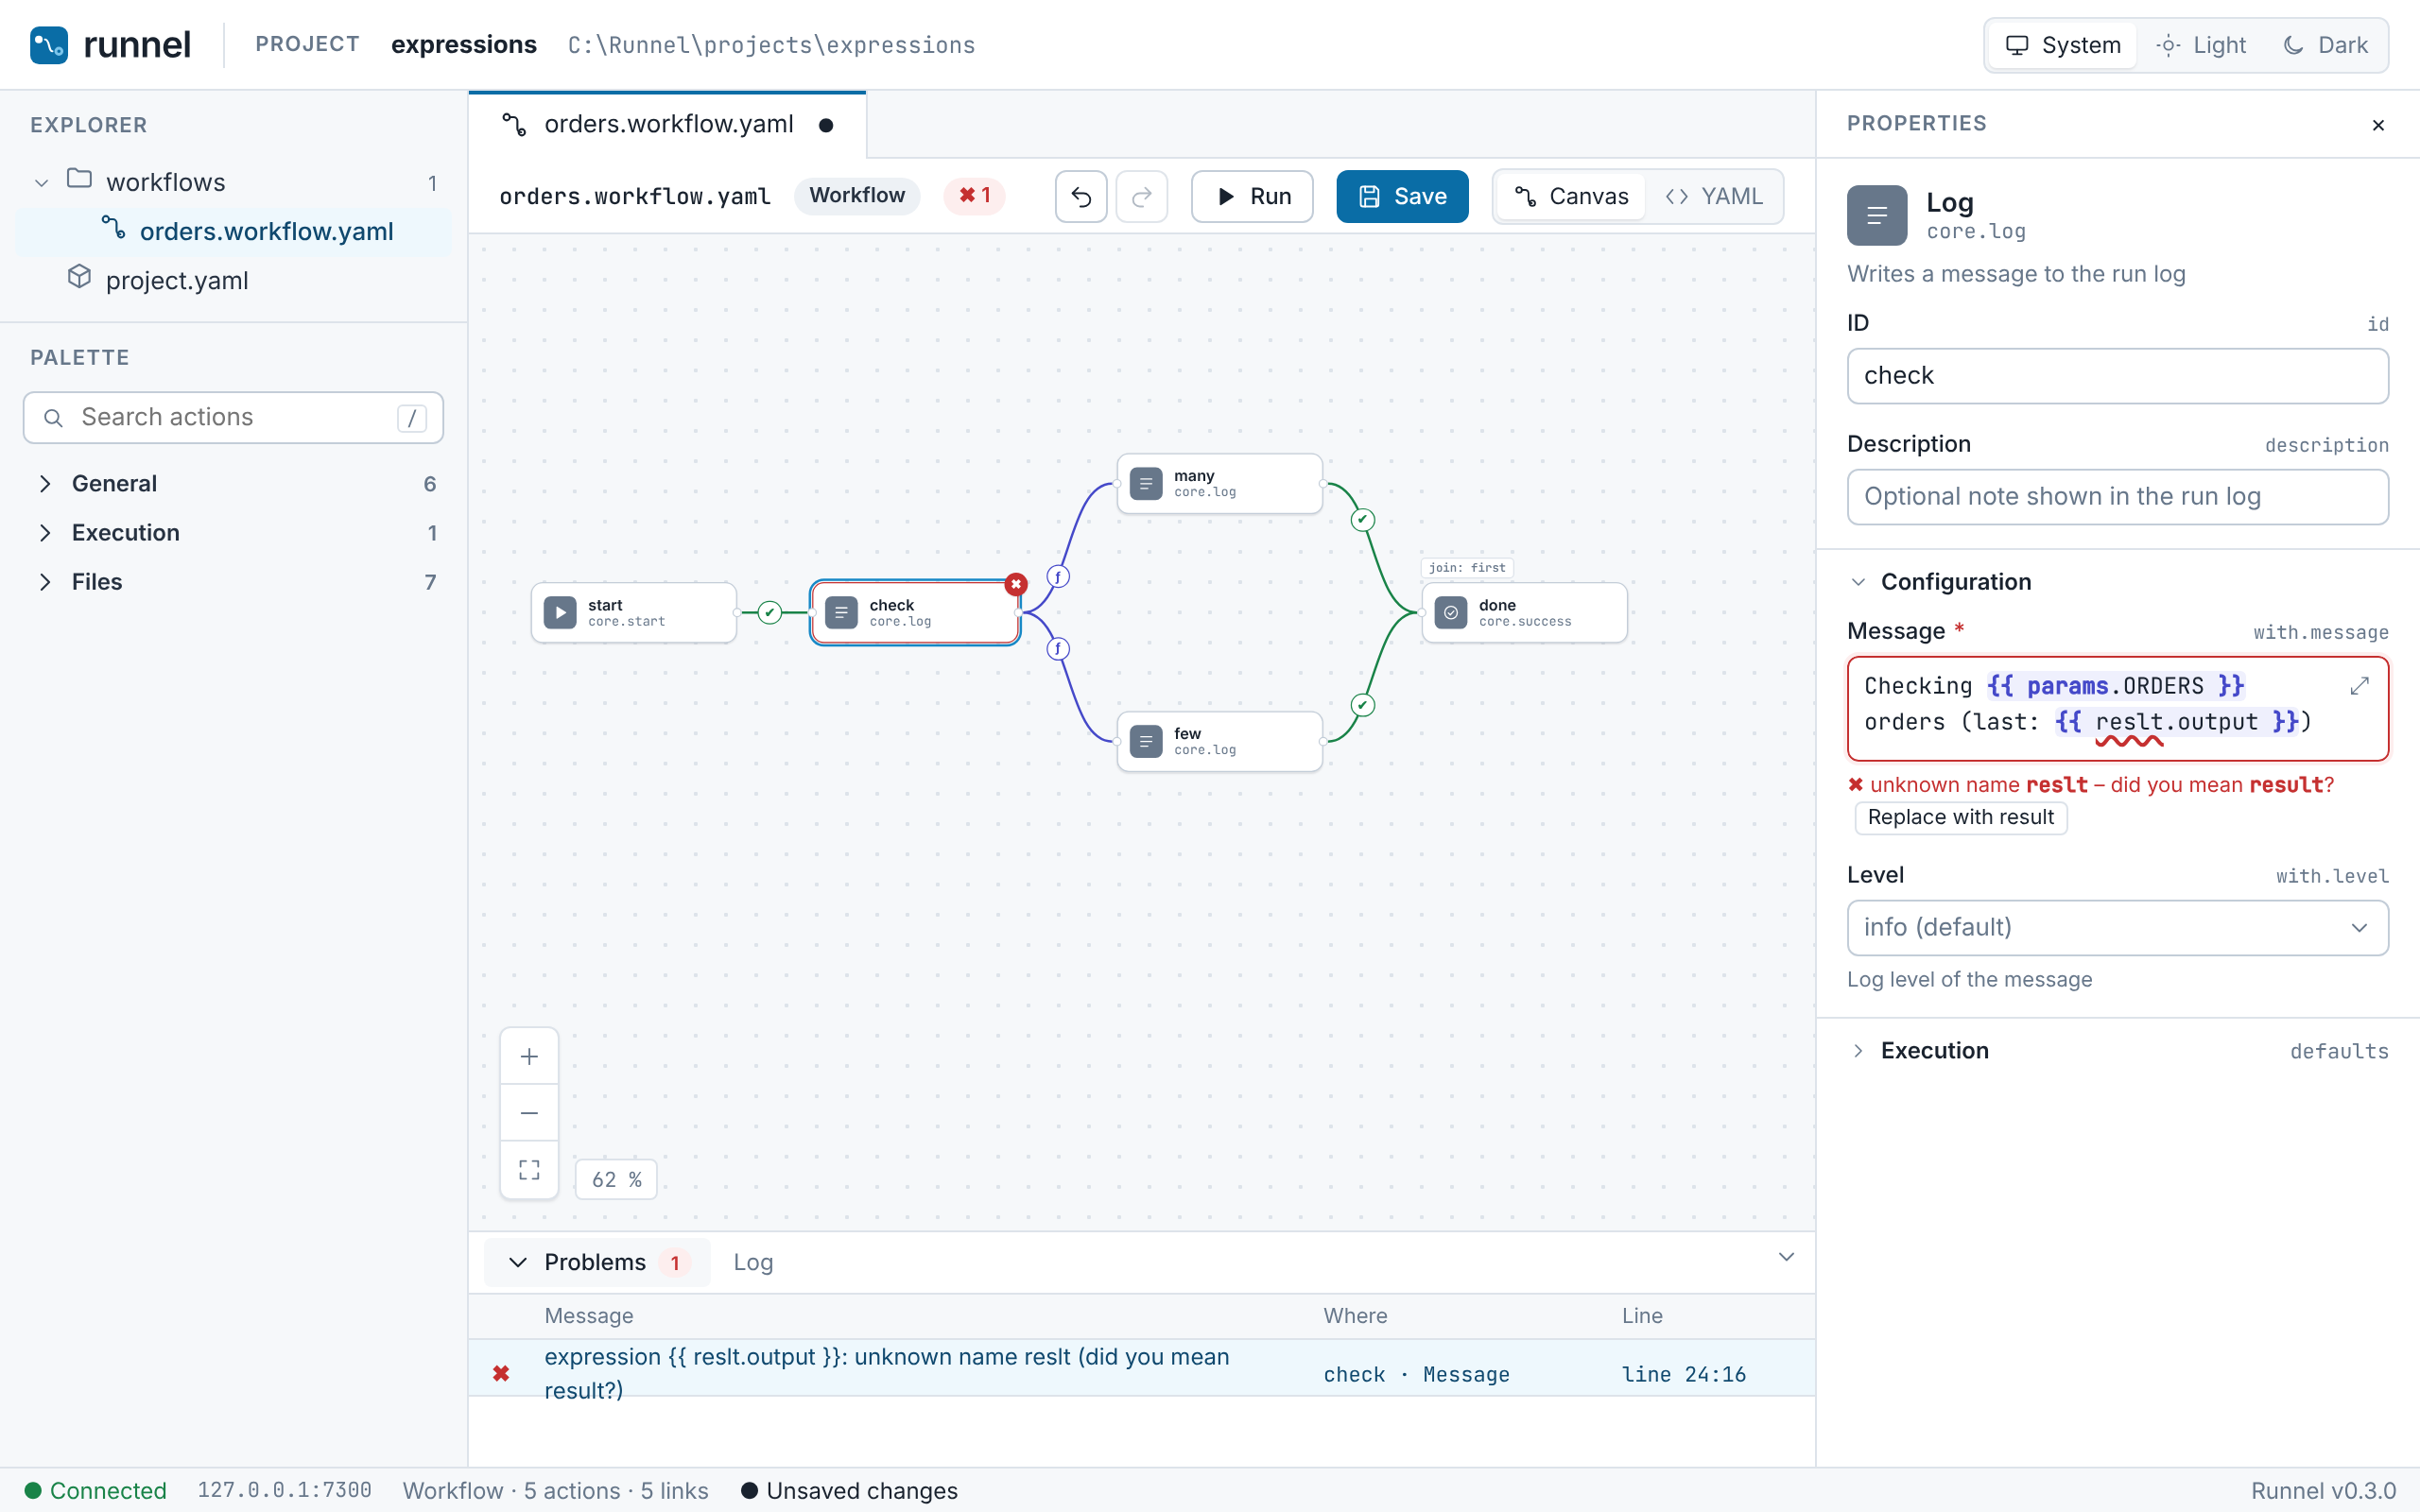 runnel
PROJECT expressions C:\Runnel\projects\expressions
System Light Dark
EXPLORER
workflows 1
orders.workflow.yaml
project.yaml
PALETTE
Search actions /
General 6
Execution 1
Files 7
orders.workflow.yaml
orders.workflow.yaml Workflow ✖ 1 Run Save Canvas YAML
start
core.start
check
core.log
many
core.log
few
core.log
join: first
done
core.success
62 %
Problems 1 Log
Message Where Line
expression {{ reslt.output }}: unknown name reslt (did you mean
result?)
check · Message
line 24:16
PROPERTIES
Log
core.log
Writes a message to the run log
ID id
check
Description description
Optional note shown in the run log
Configuration
Message * with.message
Checking {{ params.ORDERS }}
orders (last: {{ reslt.output }})
✖ unknown name reslt – did you mean result?
Replace with result
Level with.level
info (default)
Log level of the message
Execution defaults
Connected 127.0.0.1:7300 Workflow · 5 actions · 5 links Unsaved changes Runnel v0.3.0